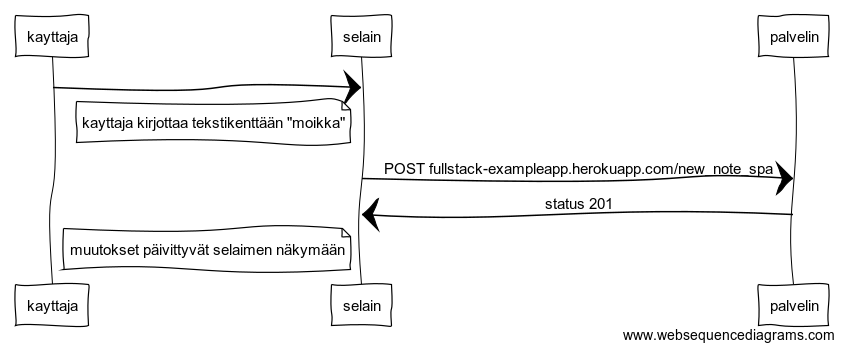 kayttaja selain palvelin
kayttaja kirjottaa tekstikenttään "moikka"
POST fullstack-exampleapp.herokuapp.com/new_note_spa
status 201
muutokset päivittyvät selaimen näkymään
kayttaja selain palvelin
www.websequencediagrams.com